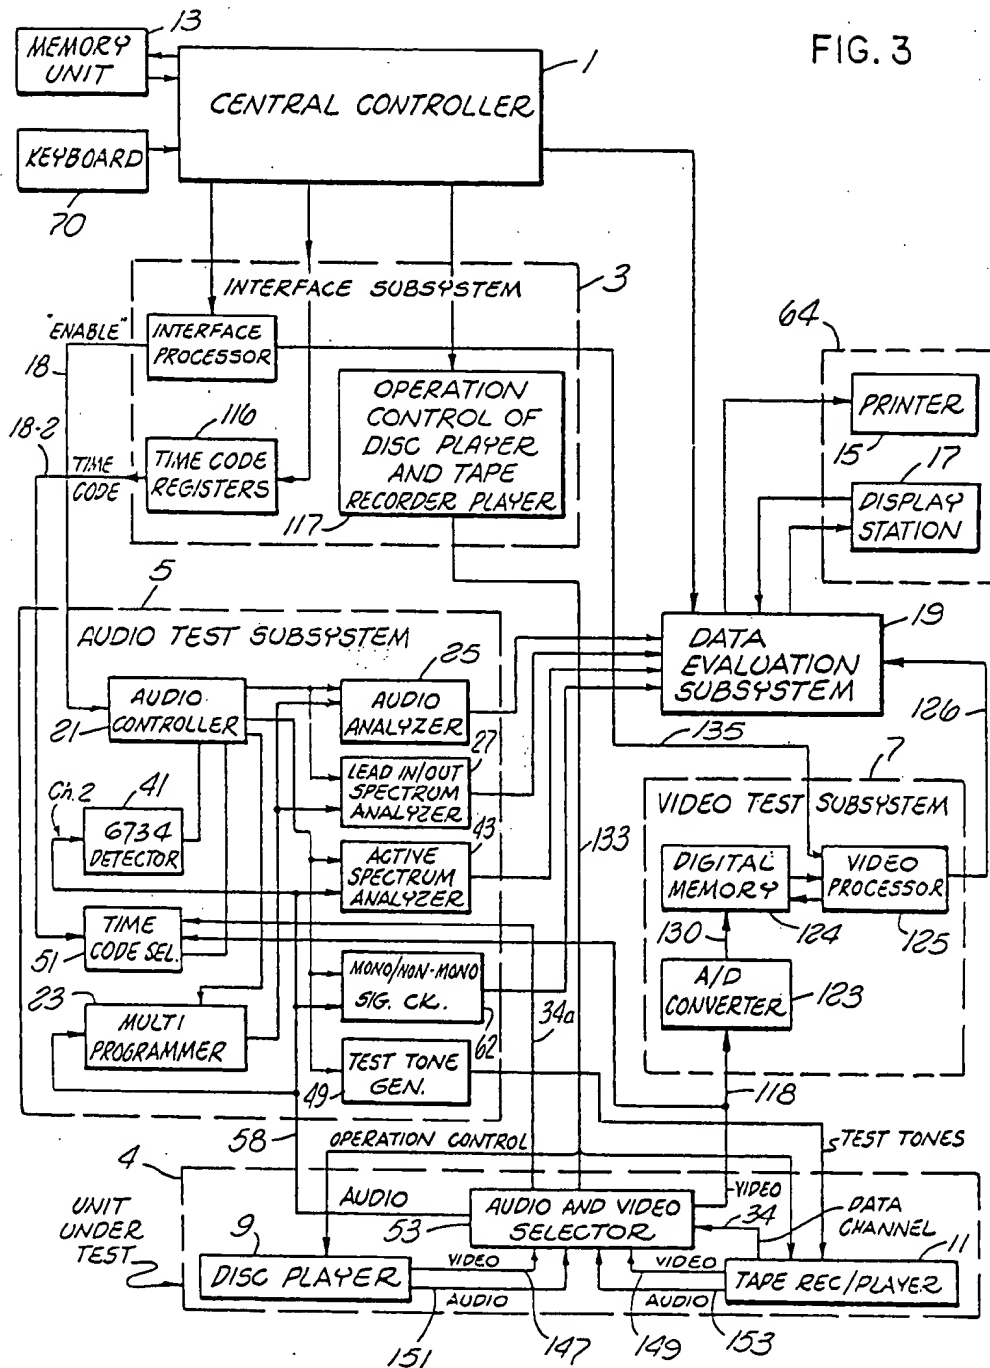 FIG. 3
13
MEMORY
UNIT
1
CENTRAL CONTROLLER
KEYBOARD
70
3
INTERFACE SUBSYSTEM
"ENABLE"
18
INTERFACE
PROCESSOR
18-2
TIME
CODE
116
TIME CODE
REGISTERS
OPERATION
CONTROL OF
DISC PLAYER
AND TAPE
RECORDER PLAYER
117
64
PRINTER
15
17
DISPLAY
STATION
5
AUDIO TEST SUBSYSTEM
25
AUDIO
CONTROLLER
21
AUDIO
ANALYZER
19
DATA
EVALUATION
SUBSYSTEM
126
135
27
LEAD IN/OUT
SPECTRUM
ANALYZER
Ch.2
41
6734
DETECTOR
43
ACTIVE
SPECTRUM
ANALYZER
133
7
VIDEO TEST SUBSYSTEM
DIGITAL
MEMORY
VIDEO
PROCESSOR
130
124
125
TIME
CODE SEL.
51
A/D
CONVERTER
123
23
MULTI
PROGRAMMER
MONO/NON-MONO
SIG. CK.
62
34a
TEST TONE
GEN.
49
118
58
OPERATION CONTROL
TEST TONES
4
UNIT
UNDER
TEST
AUDIO
53
AUDIO AND VIDEO
SELECTOR
VIDEO
34
DATA
CHANNEL
9
DISC PLAYER
VIDEO
AUDIO
VIDEO
AUDIO
11
TAPE REC/PLAYER
151
147
149
153